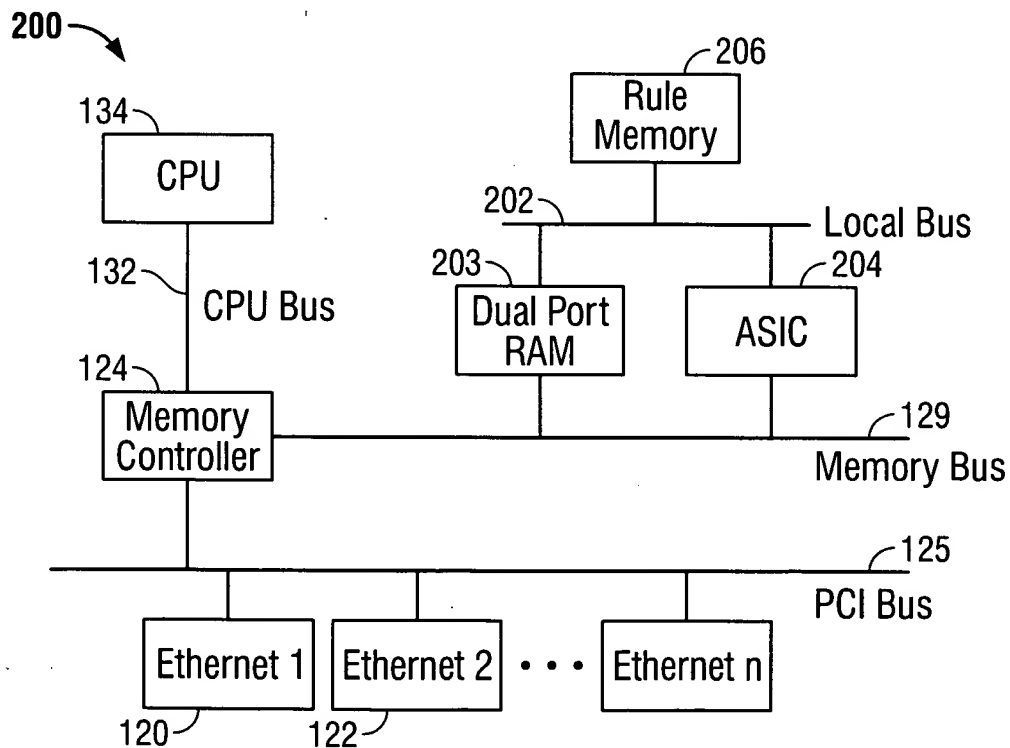 200
206
134
Rule
Memory
CPU
202
Local Bus
203
204
132
CPU Bus
Dual Port
RAM
ASIC
124
Memory
Controller
129
Memory Bus
125
PCI Bus
Ethernet 1
Ethernet 2
• • •
Ethernet n
120
122